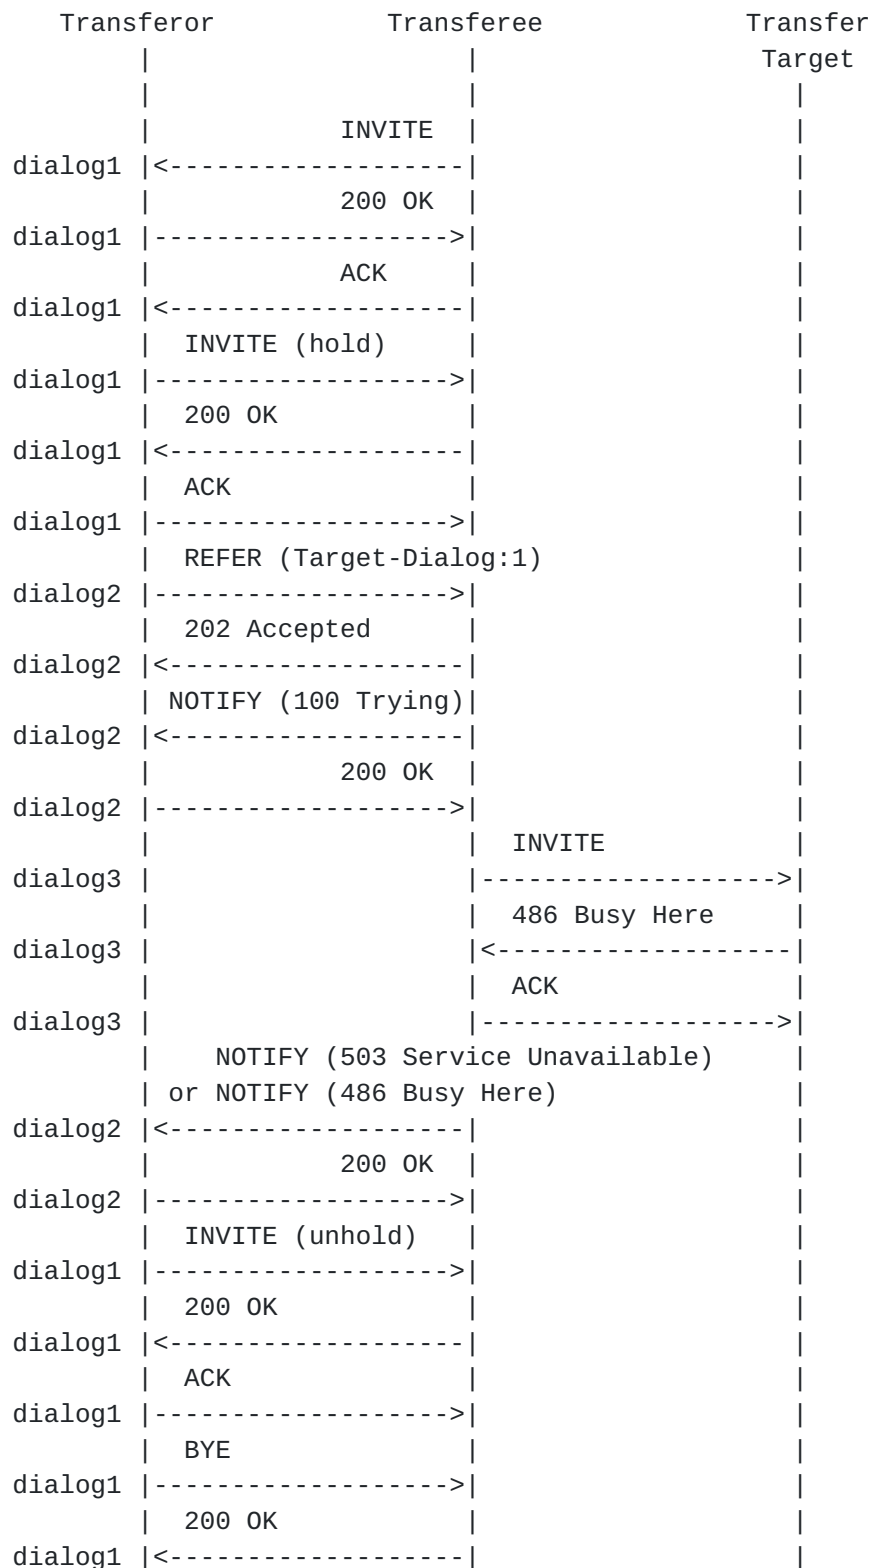 Transferor           Transferee             Transfer
         |                    |                  Target
         |                    |                    |
         |            INVITE  |                    |
dialog1 |<-------------------|                    |
         |            200 OK  |                    |
dialog1 |------------------->|                    |
         |            ACK     |                    |
dialog1 |<-------------------|                    |
         |  INVITE (hold)     |                    |
dialog1 |------------------->|                    |
         |  200 OK            |                    |
dialog1 |<-------------------|                    |
         |  ACK               |                    |
dialog1 |------------------->|                    |
         |  REFER (Target-Dialog:1)                |
dialog2 |------------------->|                    |
         |  202 Accepted      |                    |
dialog2 |<-------------------|                    |
         | NOTIFY (100 Trying)|                    |
dialog2 |<-------------------|                    |
         |            200 OK  |                    |
dialog2 |------------------->|                    |
         |                    |  INVITE            |
dialog3 |                    |------------------->|
         |                    |  486 Busy Here     |
dialog3 |                    |<-------------------|
         |                    |  ACK               |
dialog3 |                    |------------------->|
         |    NOTIFY (503 Service Unavailable)     |
         | or NOTIFY (486 Busy Here)               |
dialog2 |<-------------------|                    |
         |            200 OK  |                    |
dialog2 |------------------->|                    |
         |  INVITE (unhold)   |                    |
dialog1 |------------------->|                    |
         |  200 OK            |                    |
dialog1 |<-------------------|                    |
         |  ACK               |                    |
dialog1 |------------------->|                    |
         |  BYE               |                    |
dialog1 |------------------->|                    |
         |  200 OK            |                    |
dialog1 |<-------------------|                    |